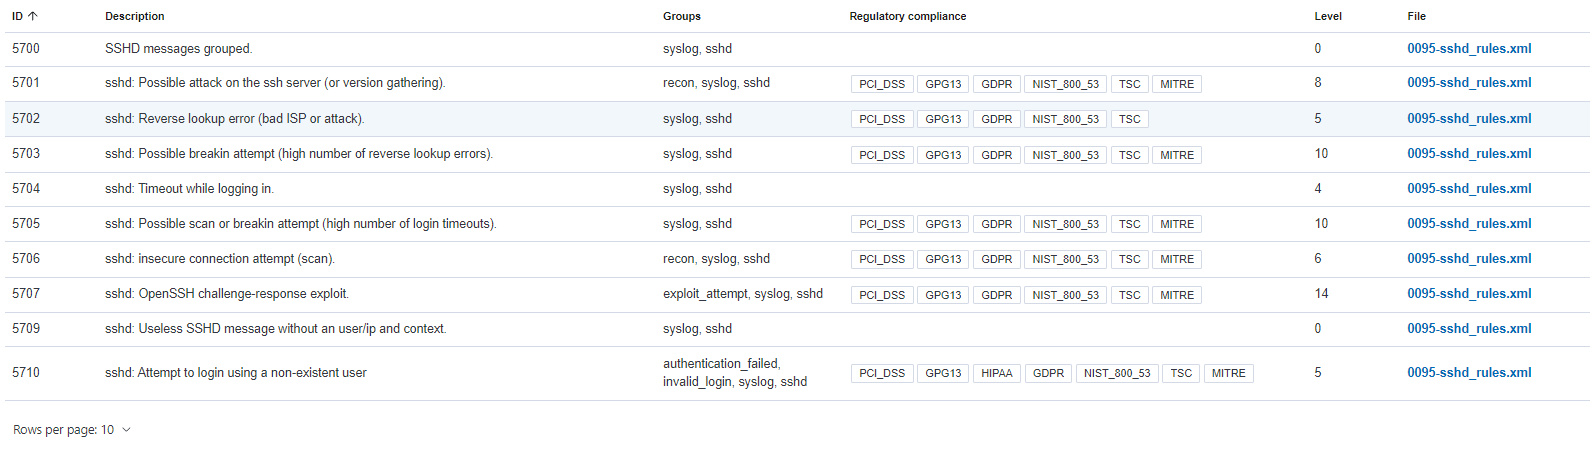 ID Description Groups Regulatory compliance Level File
5700 SSHD messages grouped. syslog, sshd 0 0095-sshd_rules.xml
5701 sshd: Possible attack on the ssh server (or version gathering). recon, syslog, sshd PCI_DSS GPG13 GDPR NIST_800_53 TSC MITRE 8 0095-sshd_rules.xml
5702 sshd: Reverse lookup error (bad ISP or attack). syslog, sshd PCI_DSS GPG13 GDPR NIST_800_53 TSC 5 0095-sshd_rules.xml
5703 sshd: Possible breakin attempt (high number of reverse lookup errors). syslog, sshd PCI_DSS GPG13 GDPR NIST_800_53 TSC MITRE 10 0095-sshd_rules.xml
5704 sshd: Timeout while logging in. syslog, sshd 4 0095-sshd_rules.xml
5705 sshd: Possible scan or breakin attempt (high number of login timeouts). syslog, sshd PCI_DSS GPG13 GDPR NIST_800_53 TSC MITRE 10 0095-sshd_rules.xml
5706 sshd: insecure connection attempt (scan). recon, syslog, sshd PCI_DSS GPG13 GDPR NIST_800_53 TSC MITRE 6 0095-sshd_rules.xml
5707 sshd: OpenSSH challenge-response exploit. exploit_attempt, syslog, sshd PCI_DSS GPG13 GDPR NIST_800_53 TSC MITRE 14 0095-sshd_rules.xml
5709 sshd: Useless SSHD message without an user/ip and context. syslog, sshd 0 0095-sshd_rules.xml
5710 sshd: Attempt to login using a non-existent user authentication_failed, invalid_login, syslog, sshd PCI_DSS GPG13 HIPAA GDPR NIST_800_53 TSC MITRE 5 0095-sshd_rules.xml
Rows per page: 10